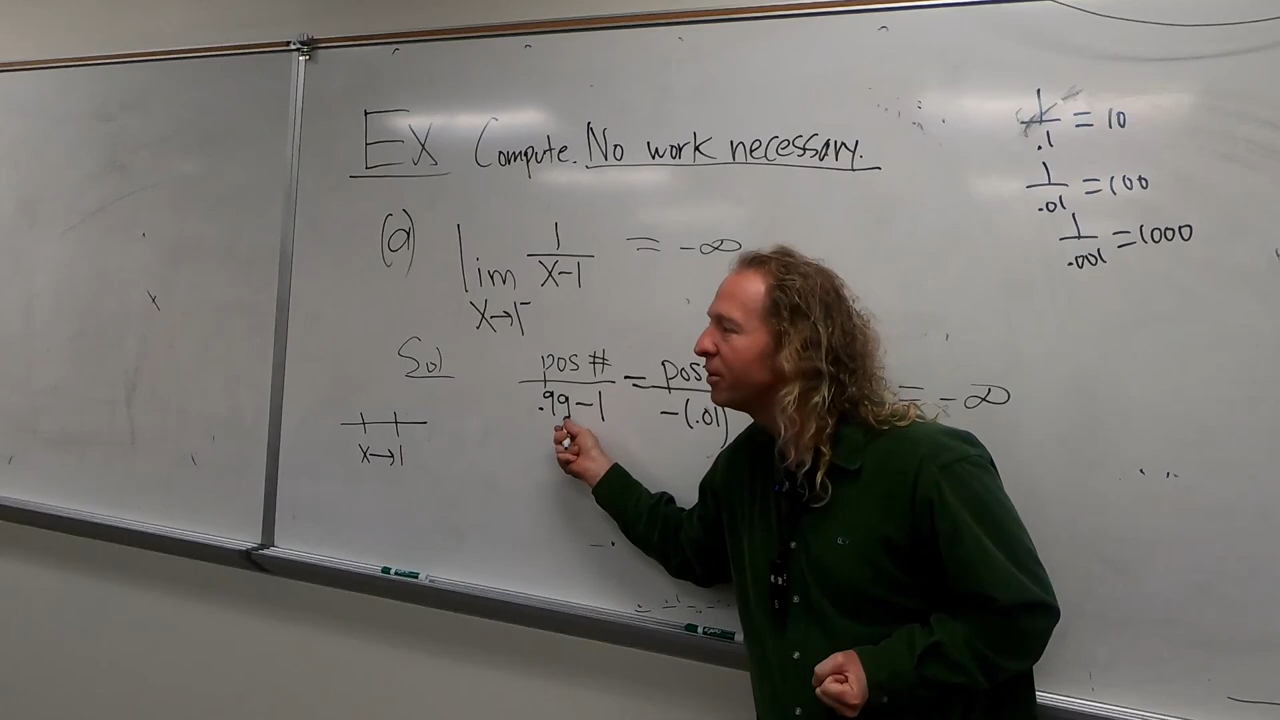 Ex Compute. No work necessary.
(a) lim x→1⁻ 1/(x-1) = -∞
Sol pos #/(.99-1) = pos/(-(.01)) = -∞
x→1
1/.1 = 10
1/.01 = 100
1/.001 = 1000